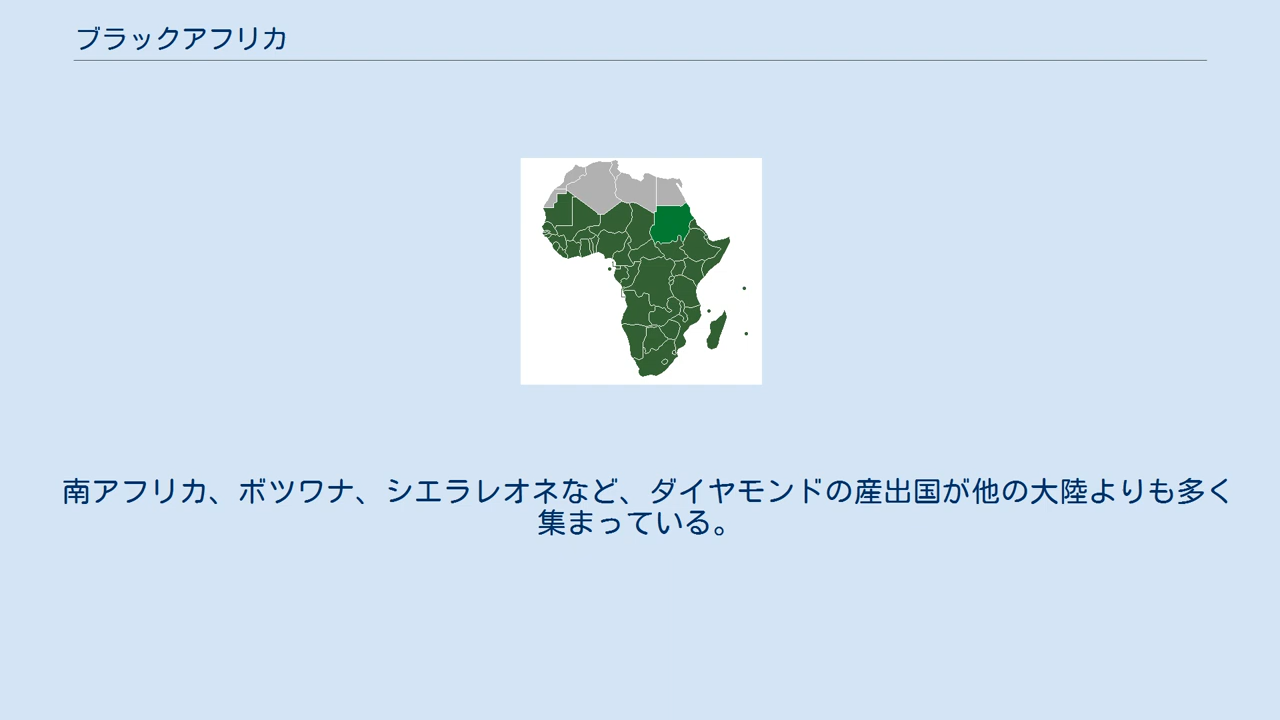 ブラックアフリカ
南アフリカ、ボツワナ、シエラレオネなど、ダイヤモンドの産出国が他の大陸よりも多く
集まっている。